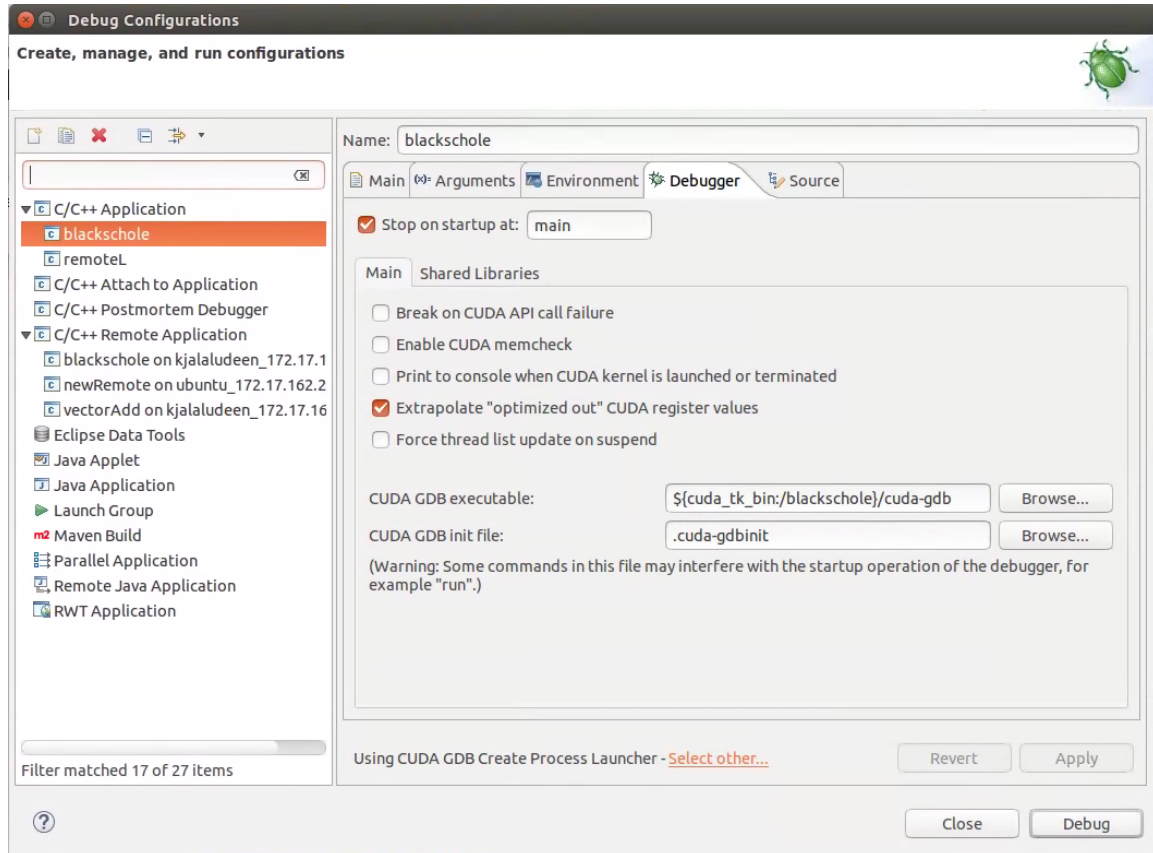 Debug Configurations
Create, manage, and run configurations
Name: blackschole
Main (x)= Arguments Environment Debugger Source
C/C++ Application
blackschole
remoteL
C/C++ Attach to Application
C/C++ Postmortem Debugger
C/C++ Remote Application
blackschole on kjalaludeen_172.17.1
newRemote on ubuntu_172.17.162.2
vectorAdd on kjalaludeen_172.17.16
Eclipse Data Tools
Java Applet
Java Application
Launch Group
m2 Maven Build
Parallel Application
Remote Java Application
RWT Application
Filter matched 17 of 27 items
Stop on startup at: main
Main Shared Libraries
Break on CUDA API call failure
Enable CUDA memcheck
Print to console when CUDA kernel is launched or terminated
Extrapolate "optimized out" CUDA register values
Force thread list update on suspend
CUDA GDB executable: ${cuda_tk_bin:/blackschole}/cuda-gdb Browse...
CUDA GDB init file: .cuda-gdbinit Browse...
(Warning: Some commands in this file may interfere with the startup operation of the debugger, for
example "run".)
Using CUDA GDB Create Process Launcher - Select other... Revert Apply
Close Debug